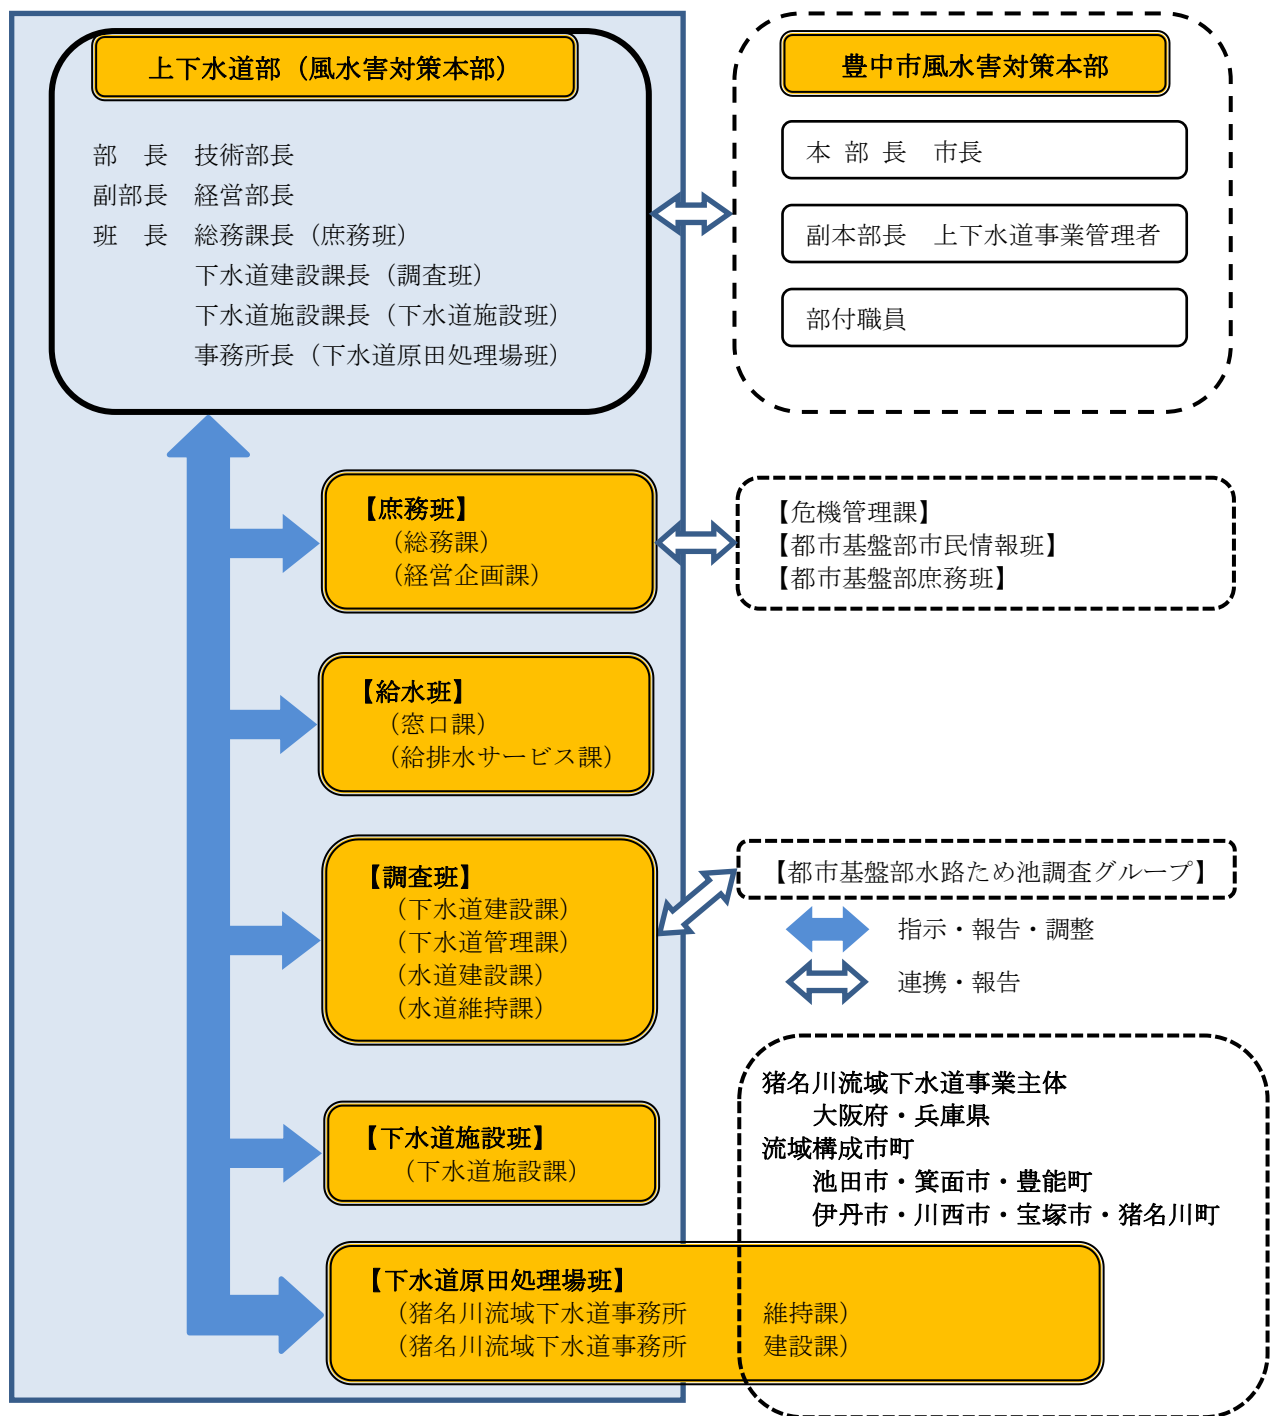 上下水道部（風水害対策本部）
部　長　技術部長
副部長　経営部長
班　長　総務課長（庶務班）
下水道建設課長（調査班）
下水道施設課長（下水道施設班）
事務所長（下水道原田処理場班）
豊中市風水害対策本部
本 部 長　市長
副本部長　上下水道事業管理者
部付職員
【庶務班】
（総務課）
（経営企画課）
【危機管理課】
【都市基盤部市民情報班】
【都市基盤部庶務班】
【給水班】
（窓口課）
（給排水サービス課）
【調査班】
（下水道建設課）
（下水道管理課）
（水道建設課）
（水道維持課）
【都市基盤部水路ため池調査グループ】
指示・報告・調整
連携・報告
【下水道施設班】
（下水道施設課）
猪名川流域下水道事業主体
大阪府・兵庫県
流域構成市町
池田市・箕面市・豊能町
伊丹市・川西市・宝塚市・猪名川町
【下水道原田処理場班】
（猪名川流域下水道事務所　　　維持課）
（猪名川流域下水道事務所　　　建設課）